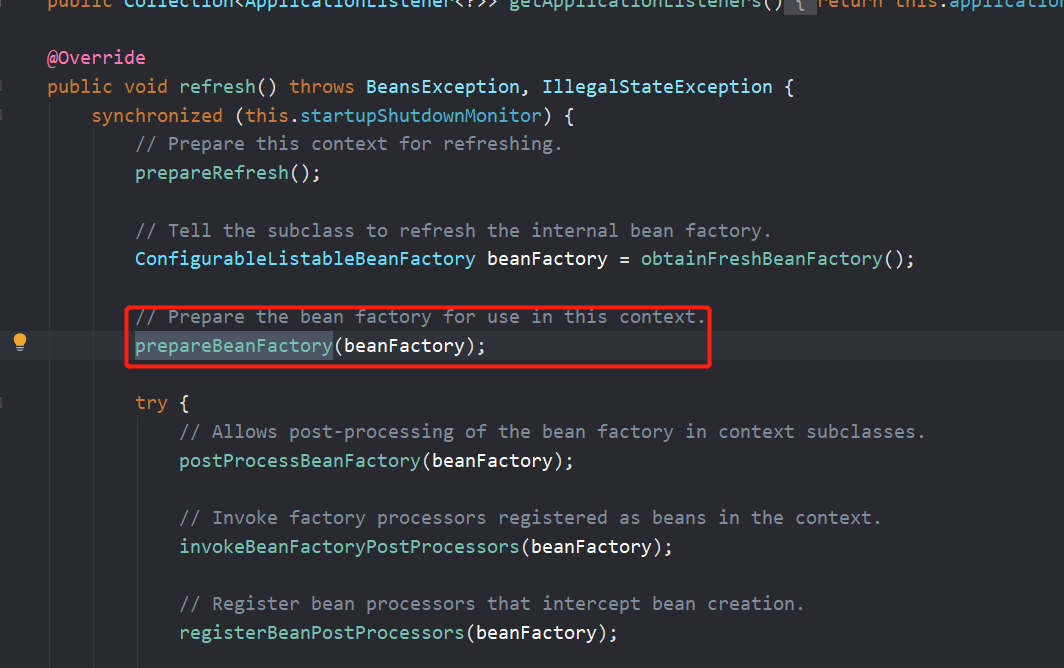 public Collection<ApplicationListener<?>> getApplicationListeners() { return this.application
@Override
public void refresh() throws BeansException, IllegalStateException {
synchronized (this.startupShutdownMonitor) {
// Prepare this context for refreshing.
prepareRefresh();
// Tell the subclass to refresh the internal bean factory.
ConfigurableListableBeanFactory beanFactory = obtainFreshBeanFactory();
// Prepare the bean factory for use in this context.
prepareBeanFactory(beanFactory);
try {
// Allows post-processing of the bean factory in context subclasses.
postProcessBeanFactory(beanFactory);
// Invoke factory processors registered as beans in the context.
invokeBeanFactoryPostProcessors(beanFactory);
// Register bean processors that intercept bean creation.
registerBeanPostProcessors(beanFactory);